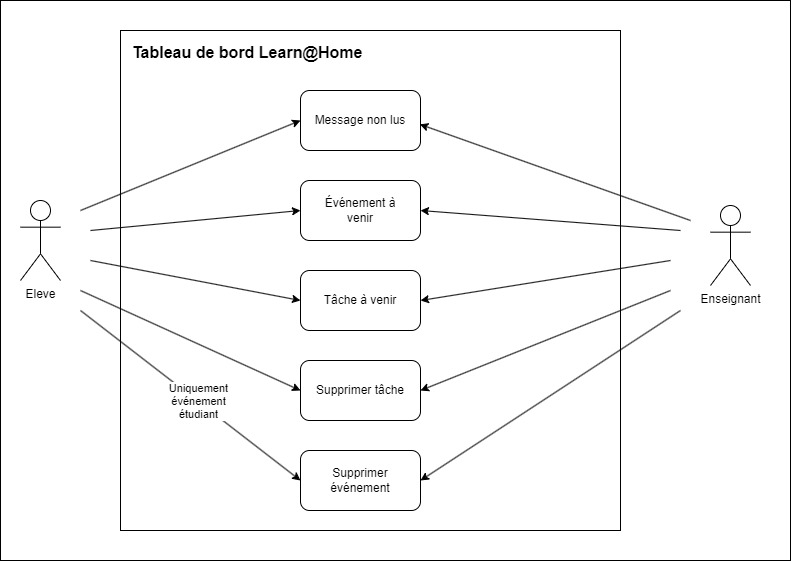 Tableau de bord Learn@Home
Message non lus
Événement à
venir
Tâche à venir
Eleve
Enseignant
Supprimer tâche
Uniquement
événement
étudiant
Supprimer
événement